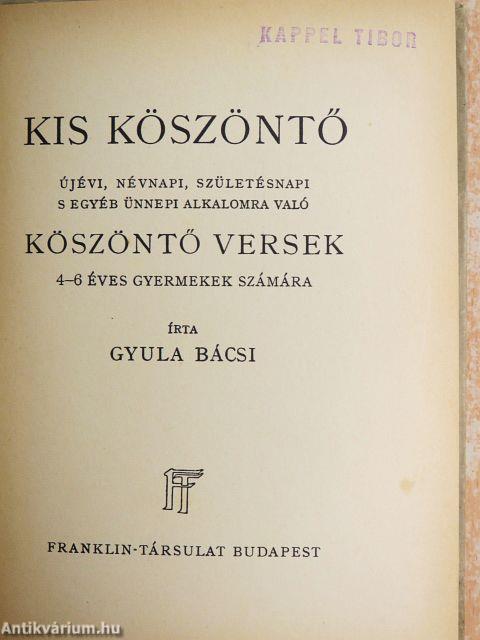 KAPPEL TIBOR
KIS KÖSZÖNTŐ
ÚJÉVI, NÉVNAPI, SZÜLETÉSNAPI
S EGYÉB ÜNNEPI ALKALOMRA VALÓ
KÖSZÖNTŐ VERSEK
4–6 ÉVES GYERMEKEK SZÁMÁRA
ÍRTA
GYULA BÁCSI
FT
FRANKLIN-TÁRSULAT BUDAPEST
Antikvárium.hu